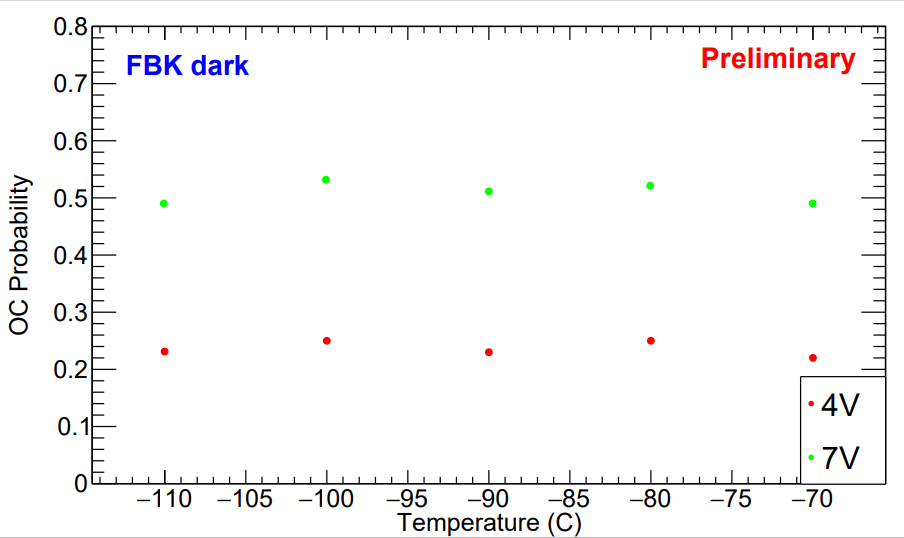 FBK dark
Preliminary
OC Probability
0.8
0.7
0.6
0.5
0.4
0.3
0.2
0.1
0
−110 −105 −100 −95 −90 −85 −80 −75 −70
Temperature (C)
4V
7V